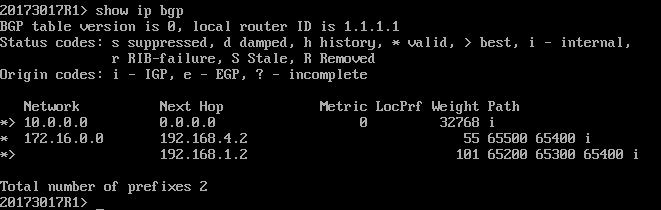 20173017R1> show ip bgp
BGP table version is 0, local router ID is 1.1.1.1
Status codes: s suppressed, d damped, h history, * valid, > best, i - internal,
              r RIB-failure, S Stale, R Removed
Origin codes: i - IGP, e - EGP, ? - incomplete

   Network          Next Hop            Metric LocPrf Weight Path
*> 10.0.0.0         0.0.0.0                  0         32768 i
*  172.16.0.0       192.168.4.2                           55 65500 65400 i
*>                  192.168.1.2                          101 65200 65300 65400 i

Total number of prefixes 2
20173017R1> _